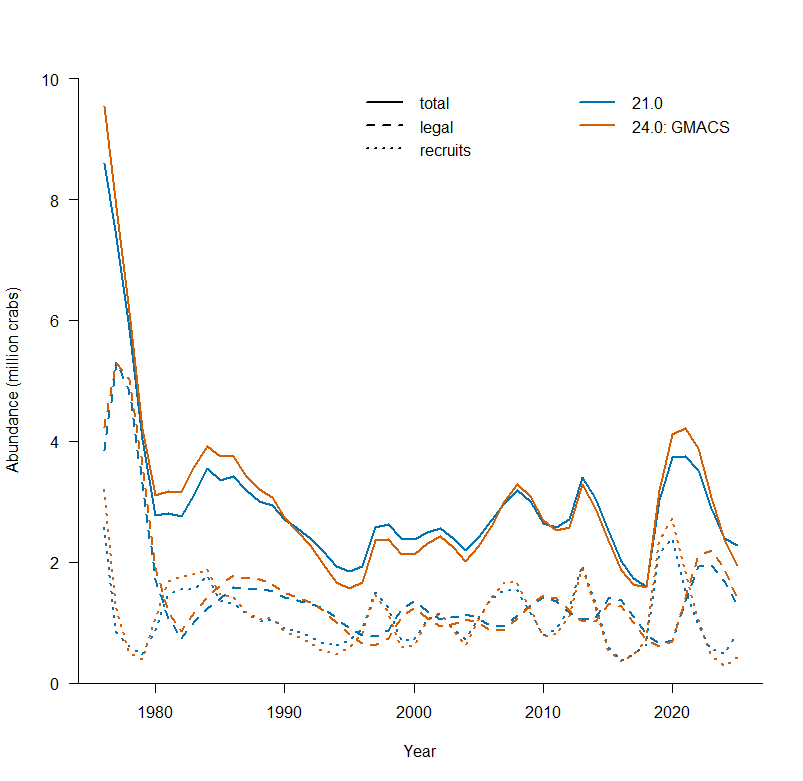 total
legal
recruits
21.0
24.0: GMACS
Abundance (million crabs)
10
8
6
4
2
0
1980
1990
2000
2010
2020
Year